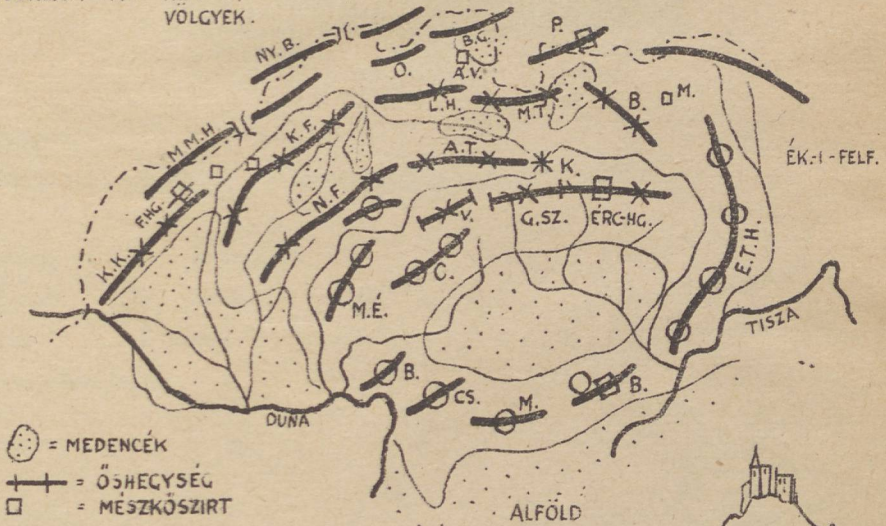 VÖLGYEK.
NY. B.
O.
B.C.
Á.V.
P.
L.H.
M.T.
B.
M.
M.M.H
K.F.
A.T.
K.
ÉK.-I-FELF.
F.HG.
N.F.
V.
G.SZ.
ÉRC-HG.
K.K.
C.
E.T.H.
M.É.
TISZA
B.
CS.
M.
B.
DUNA
= MEDENCÉK
= ŐSHEGYSÉG
= MÉSZKŐSZIRT
ALFÖLD